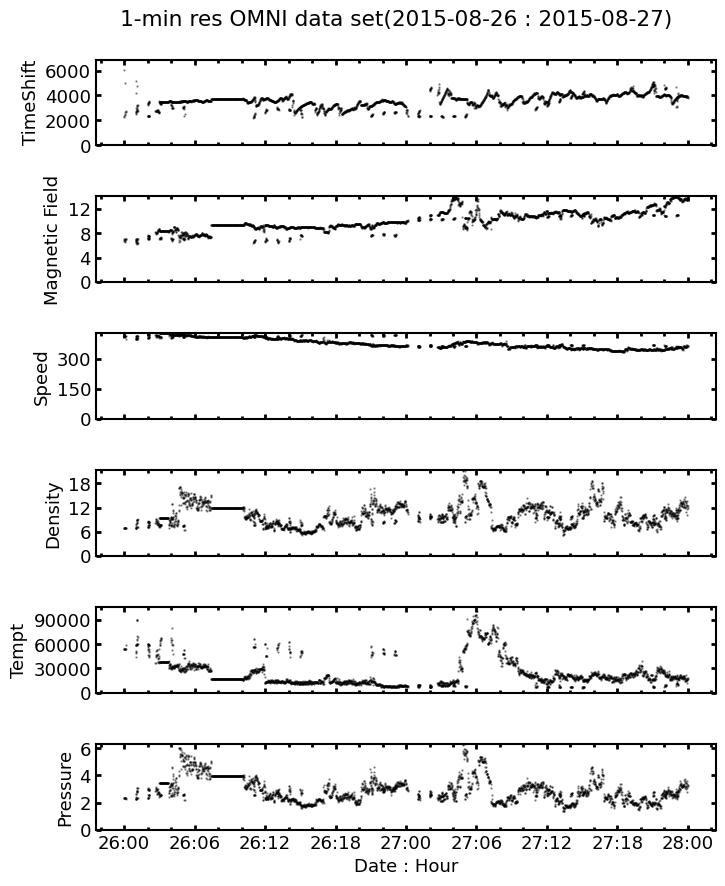 1-min res OMNI data set(2015-08-26 : 2015-08-27)
TimeShift
6000
4000
2000
0
Magnetic Field
12
8
4
0
Speed
300
150
0
Density
18
12
6
0
Tempt
90000
60000
30000
0
Pressure
6
4
2
0
26:00 26:06 26:12 26:18 27:00 27:06 27:12 27:18 28:00
Date : Hour